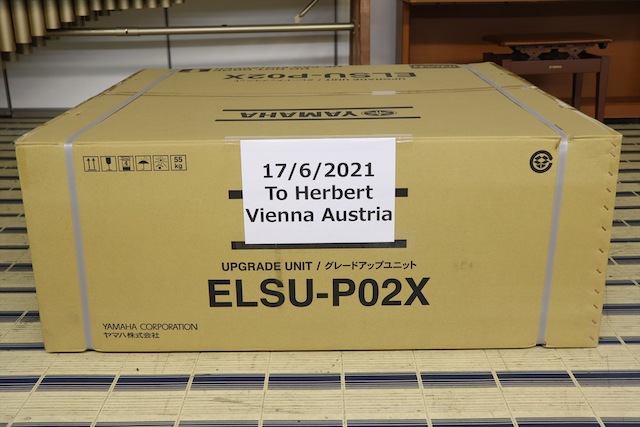 ELSU-P02X
YAMAHA
17/6/2021
To Herbert
Vienna Austria
55
kg
UPGRADE UNIT / グレードアップユニット
ELSU-P02X
YAMAHA CORPORATION
ヤマハ株式会社